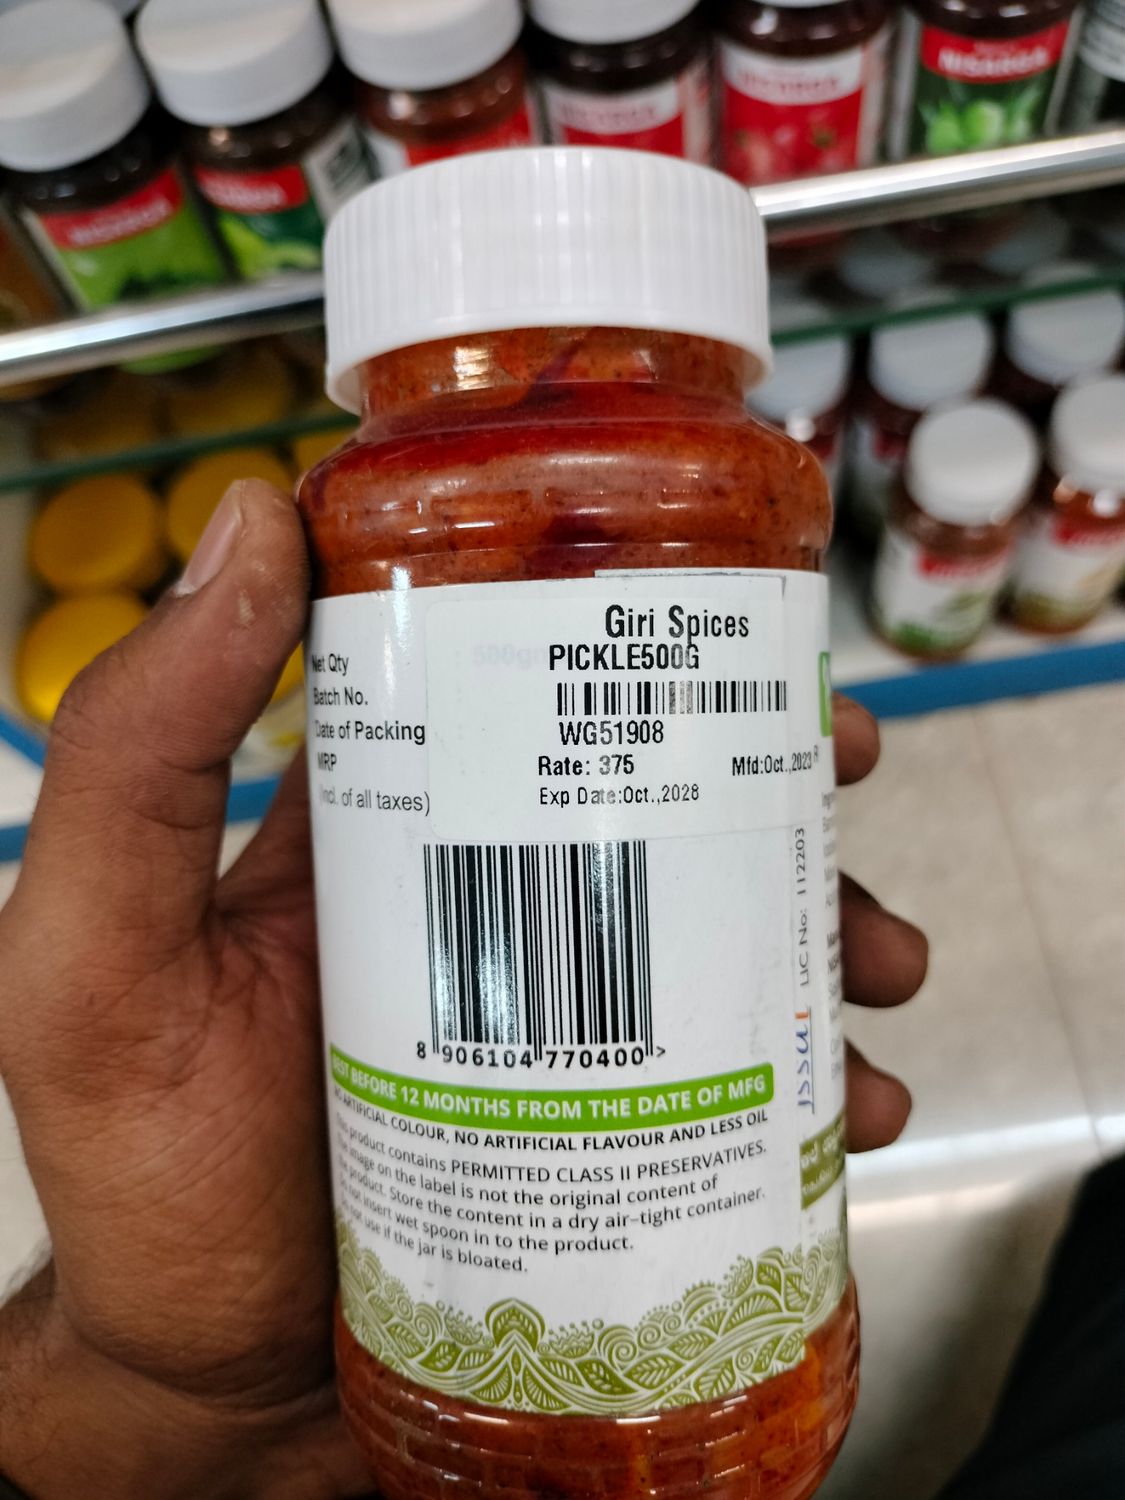 NISARGA
Giri Spices
PICKLE500G
500gm
WG51908
Rate: 375
Mfd:Oct.,2023
Exp Date:Oct.,2028
Net Qty
Batch No.
Date of Packing
MRP
(Incl. of all taxes)
8 906104 770400 >
BEST BEFORE 12 MONTHS FROM THE DATE OF MFG
NO ARTIFICIAL COLOUR, NO ARTIFICIAL FLAVOUR AND LESS OIL
This product contains PERMITTED CLASS II PRESERVATIVES.
The image on the label is not the original content of
the product. Store the content in a dry air-tight container.
Do not insert wet spoon in to the product.
Do not use if the jar is bloated.
fssai LIC No: 112203